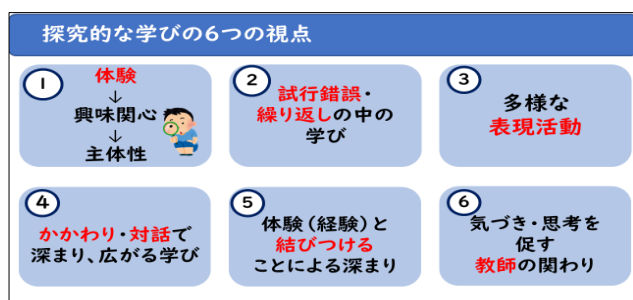 探究的な学びの6つの視点
1
体験
↓
興味関心
↓
主体性
2
試行錯誤・
繰り返しの中の
学び
3
多様な
表現活動
4
かかわり・対話で
深まり、広がる学び
5
体験(経験)と
結びつける
ことによる深まり
6
気づき・思考を
促す
教師の関わり